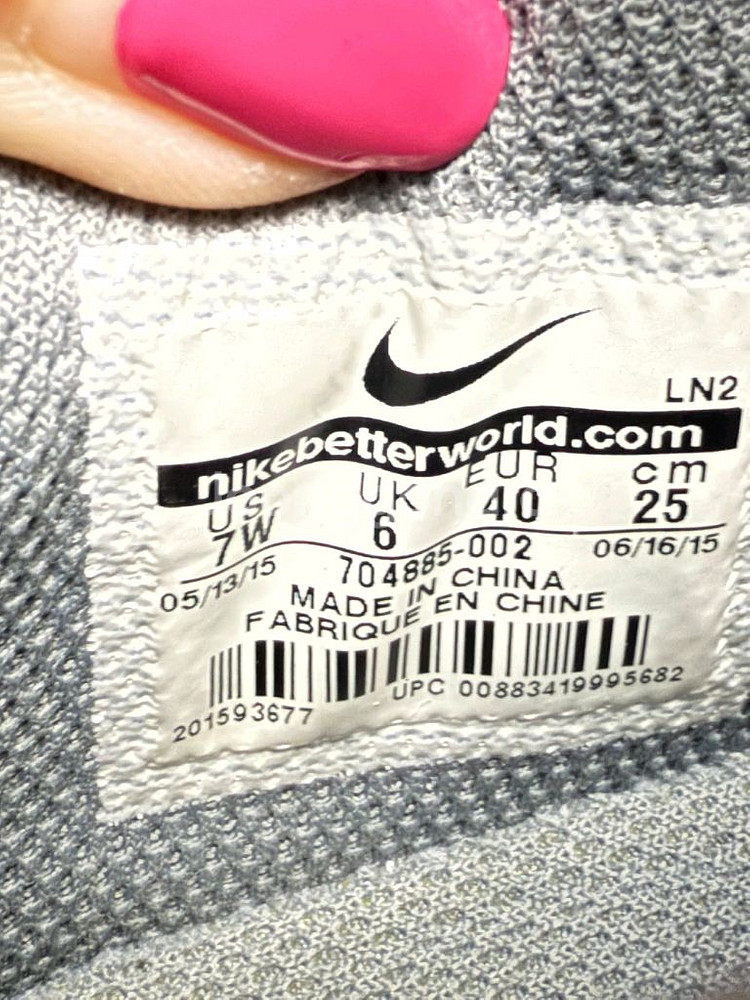 LN2
nikebetterworld.com
US UK EUR cm
7W 6 40 25
05/13/15 704885-002 06/16/15
MADE IN CHINA
FABRIQUE EN CHINE
201593677 UPC 00883419995682